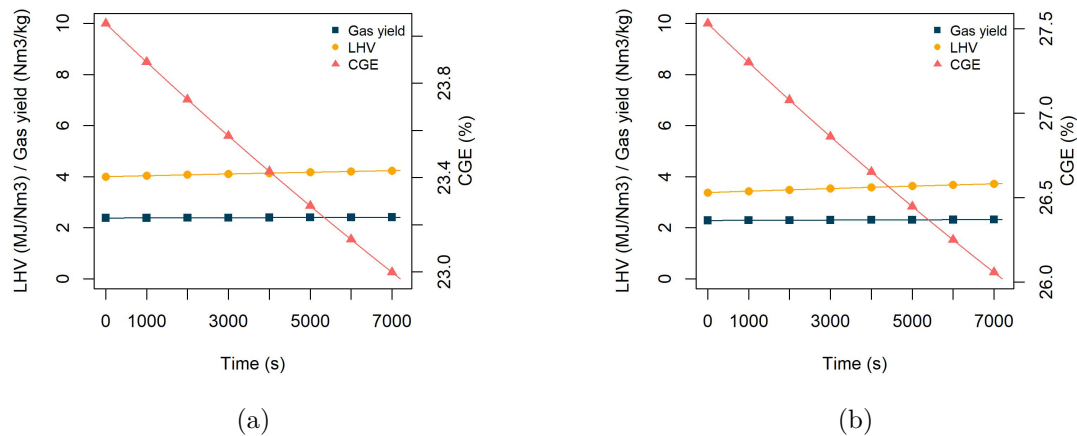 LHV (MJ/Nm3) / Gas yield (Nm3/kg)
10
8
6
4
2
0
Gas yield
LHV
CGE
23.8
23.4
23.0
CGE (%)
0 1000 3000 5000 7000
Time (s)
(a)
LHV (MJ/Nm3) / Gas yield (Nm3/kg)
10
8
6
4
2
0
Gas yield
LHV
CGE
27.5
27.0
26.5
26.0
CGE (%)
0 1000 3000 5000 7000
Time (s)
(b)